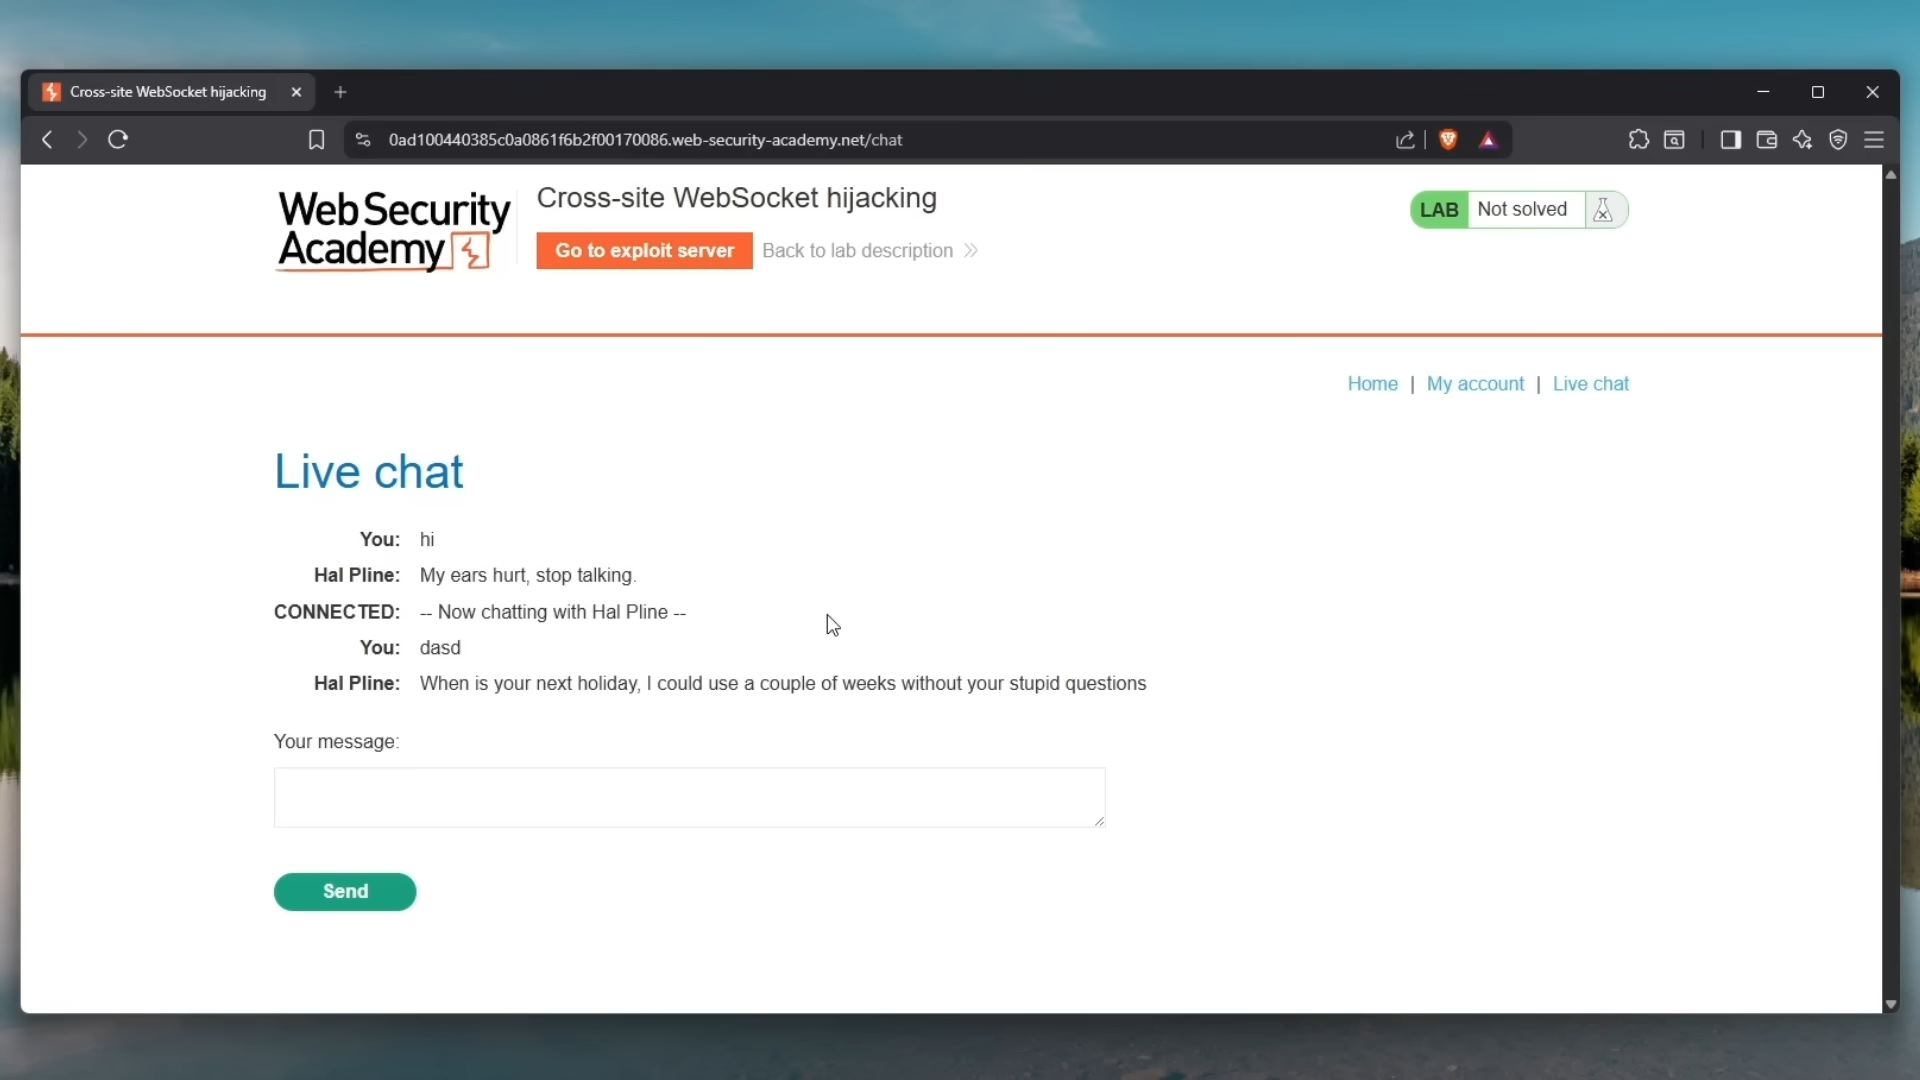 Cross-site WebSocket hijacking
0ad100440385c0a0861f6b2f00170086.web-security-academy.net/chat
Web Security
Academy
Cross-site WebSocket hijacking
Go to exploit server
Back to lab description
LAB
Not solved
Home | My account | Live chat
Live chat
You: hi
Hal Pline: My ears hurt, stop talking.
CONNECTED: -- Now chatting with Hal Pline --
You: dasd
Hal Pline: When is your next holiday, I could use a couple of weeks without your stupid questions
Your message:
Send